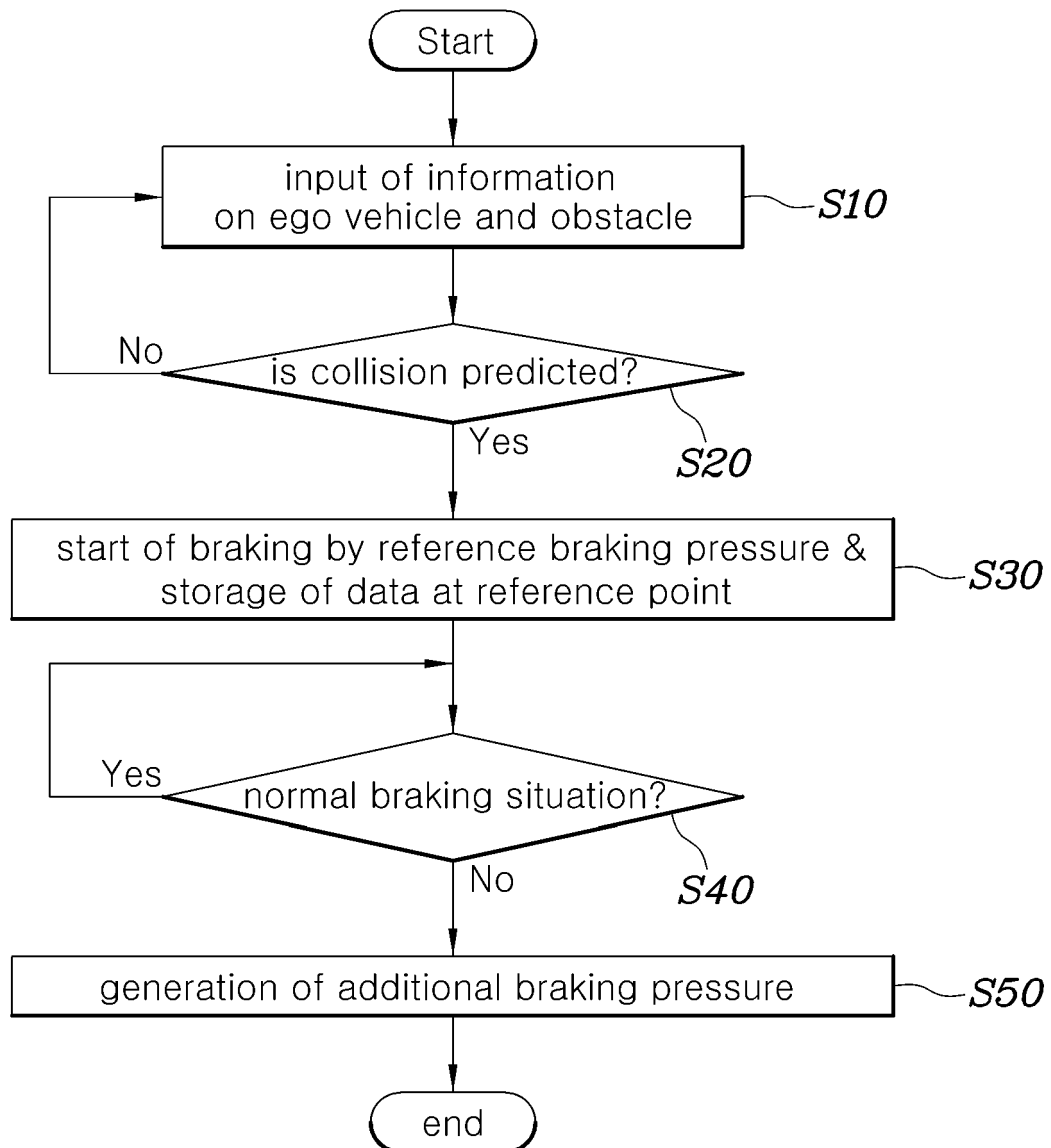 Start
input of information
on ego vehicle and obstacle
S10
No
is collision predicted?
Yes
S20
start of braking by reference braking pressure &
storage of data at reference point
S30
Yes
normal braking situation?
No
S40
generation of additional braking pressure
S50
end